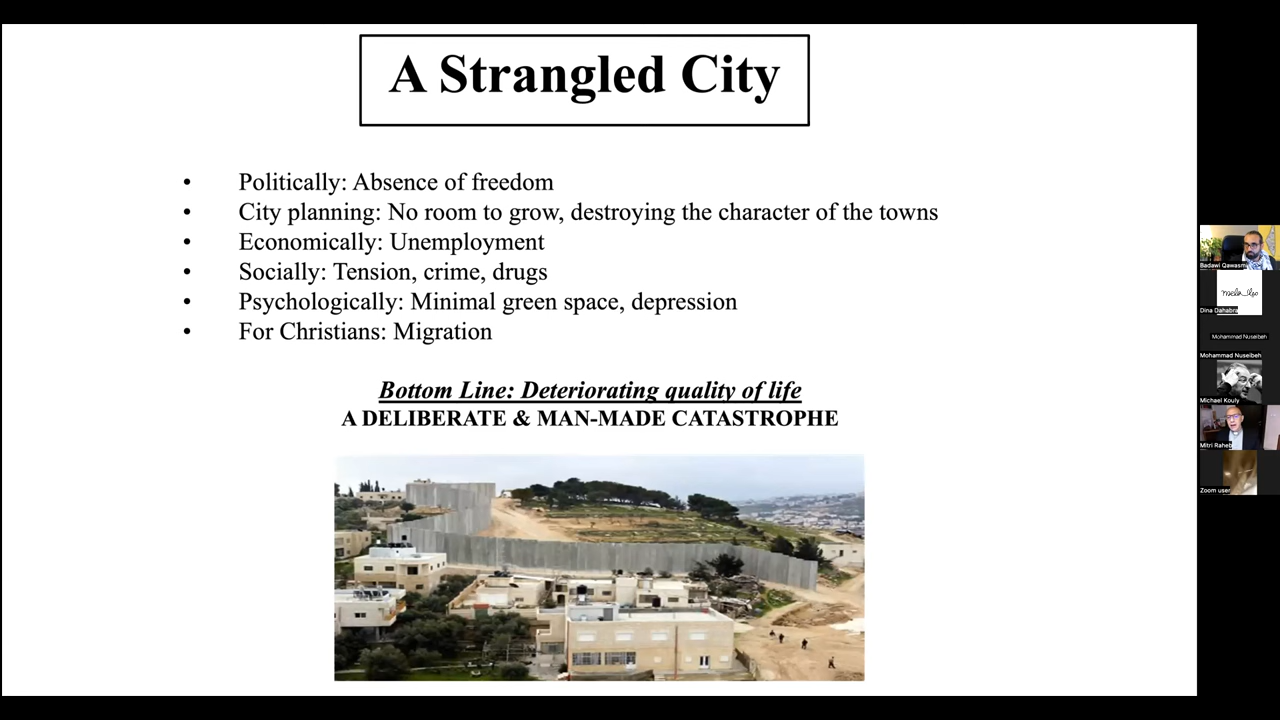 A Strangled City
• Politically: Absence of freedom
• City planning: No room to grow, destroying the character of the towns
• Economically: Unemployment
• Socially: Tension, crime, drugs
• Psychologically: Minimal green space, depression
• For Christians: Migration
Bottom Line: Deteriorating quality of life
A DELIBERATE & MAN-MADE CATASTROPHE
Badawi Qawasmi
Dina Dahabra
Mohammad Nuseibeh
Mohammad Nuseibeh
Michael Kouly
Mitri Raheb
Zoom user